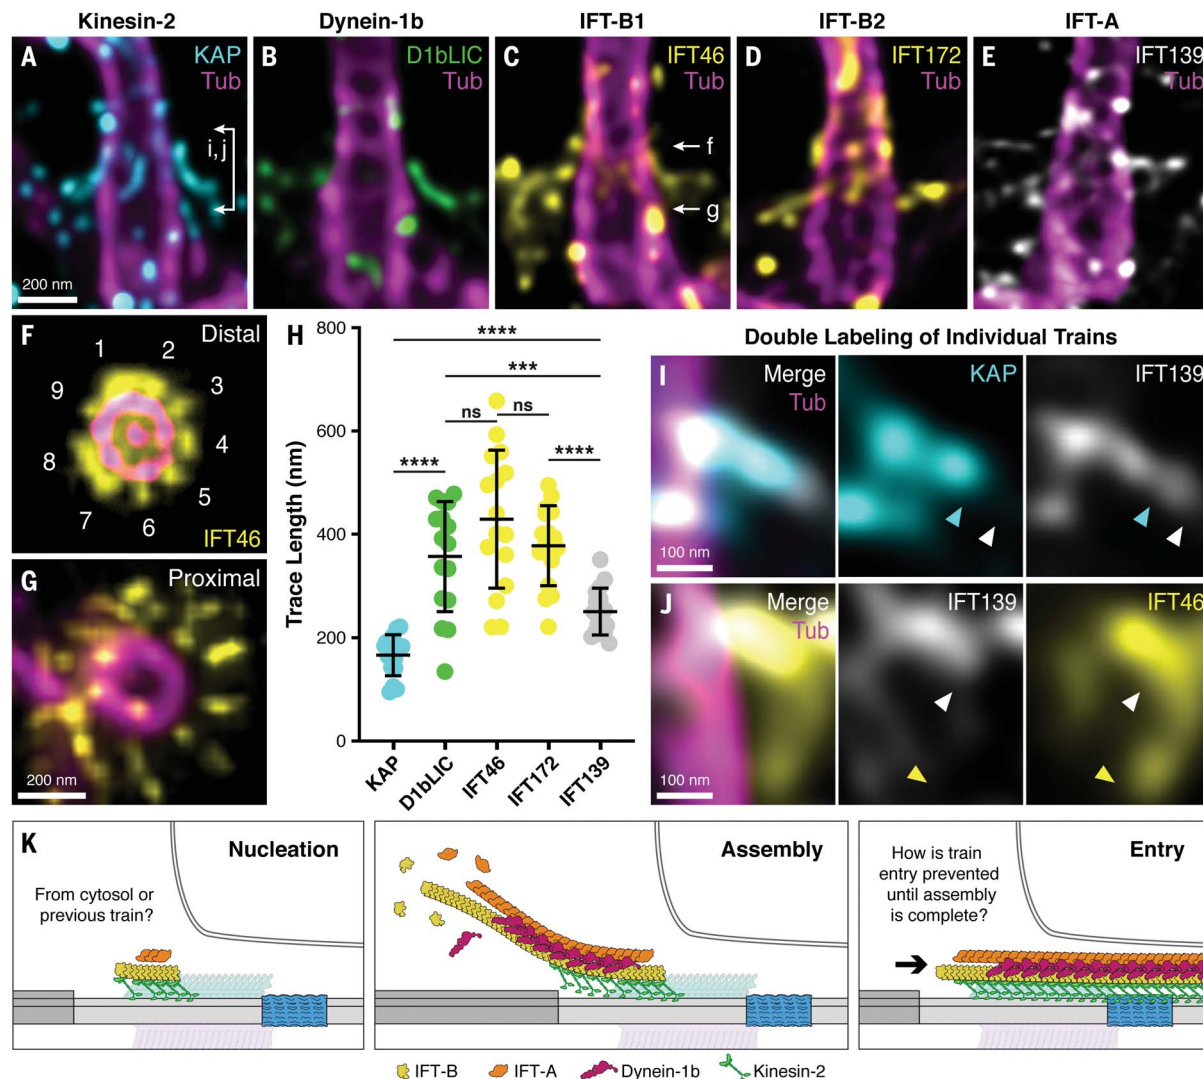 Kinesin-2
Dynein-1b
IFT-B1
IFT-B2
IFT-A
A
KAP
Tub
i,j
200 nm
B
D1bLIC
Tub
C
IFT46
Tub
f
g
D
IFT172
Tub
E
IFT139
Tub
F
Distal
1
2
3
4
5
6
7
8
9
IFT46
G
Proximal
200 nm
H
Trace Length (nm)
800
600
400
200
0
****
***
ns
ns
****
****
KAP
D1bLIC
IFT46
IFT172
IFT139
Double Labeling of Individual Trains
I
Merge
Tub
100 nm
KAP
IFT139
J
Merge
Tub
100 nm
IFT139
IFT46
K
Nucleation
From cytosol or
previous train?
Assembly
Entry
How is train
entry prevented
until assembly
is complete?
IFT-B
IFT-A
Dynein-1b
Kinesin-2